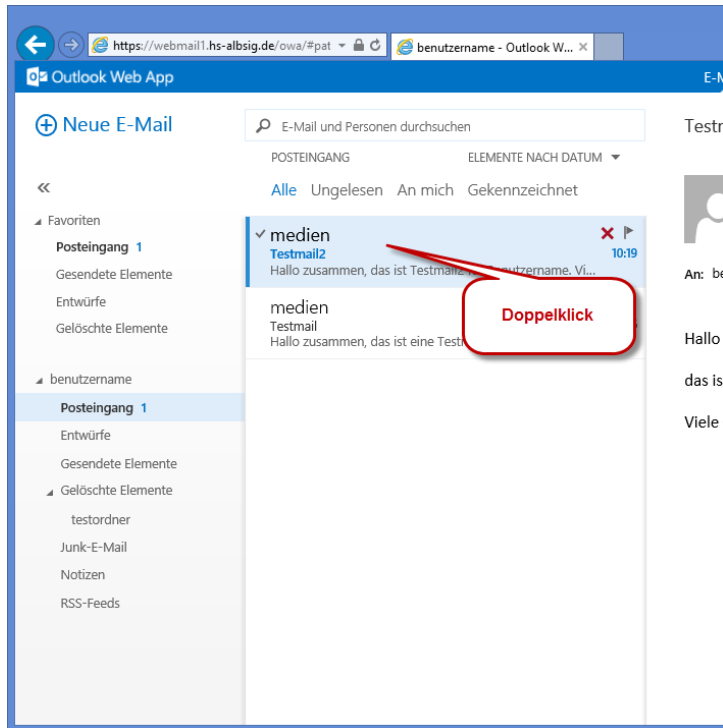 https://webmail1.hs-albsig.de/owa/#pat
benutzername - Outlook W...
Outlook Web App
Neue E-Mail
E-Mail und Personen durchsuchen
POSTEINGANG ELEMENTE NACH DATUM
Alle Ungelesen An mich Gekennzeichnet
Favoriten
Posteingang 1
Gesendete Elemente
Entwürfe
Gelöschte Elemente
benutzername
Posteingang 1
Entwürfe
Gesendete Elemente
Gelöschte Elemente
testordner
Junk-E-Mail
Notizen
RSS-Feeds
medien
Testmail2 10:19
Hallo zusammen, das ist Testmail2 Vi...
medien
Testmail
Hallo zusammen, das ist eine
Doppelklick
An:
Hallo
das is
Viele